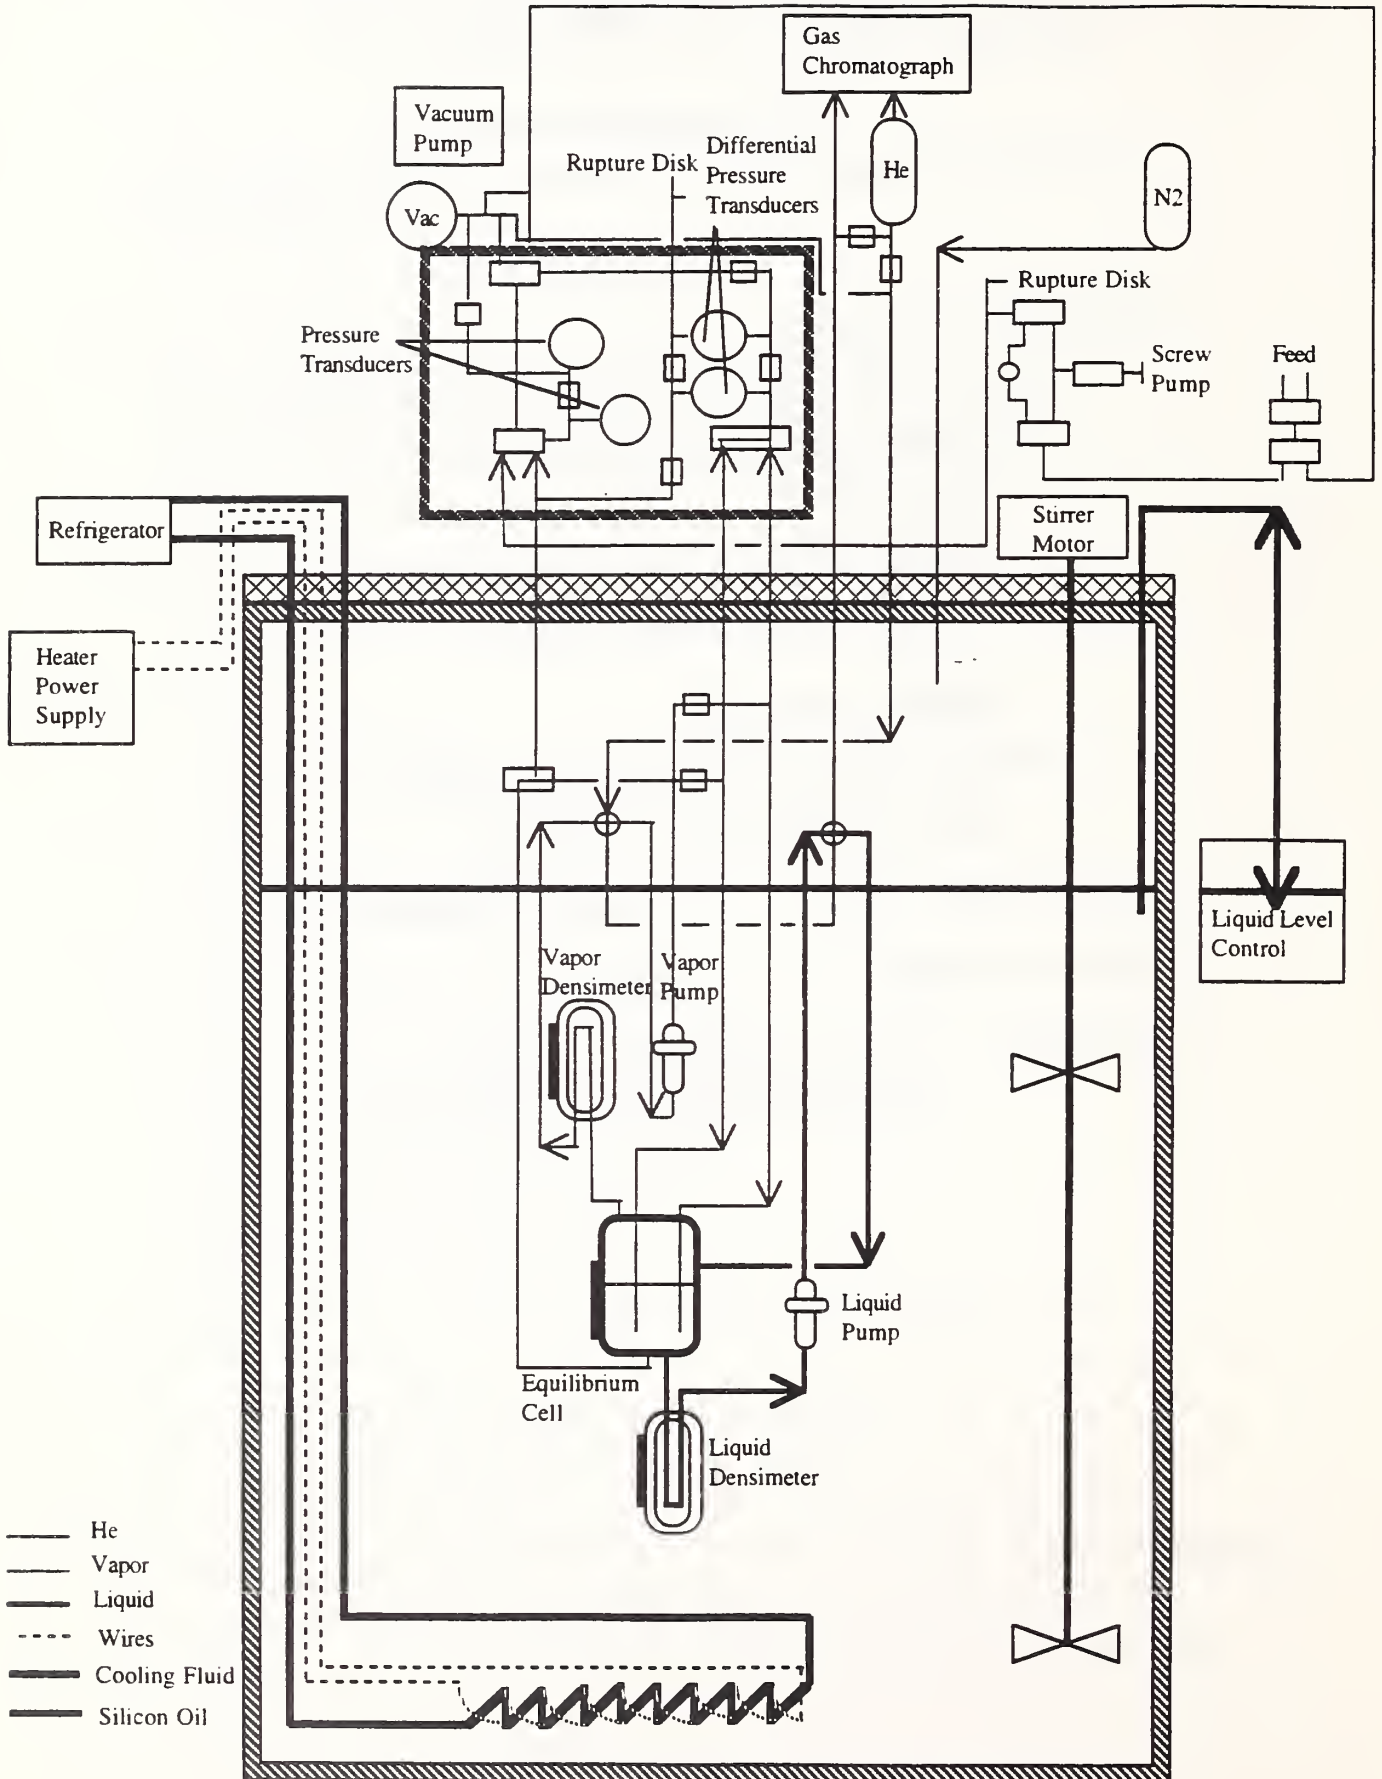 Gas
Chromatograph
Vacuum
Pump
Rupture Disk
Differential
Pressure
Transducers
He
N2
Vac
Rupture Disk
Pressure
Transducers
Screw
Pump
Feed
Refrigerator
Stirrer
Motor
Heater
Power
Supply
Liquid Level
Control
Vapor
Densimeter
Vapor
Pump
Liquid
Pump
Equilibrium
Cell
Liquid
Densimeter
He
Vapor
Liquid
Wires
Cooling Fluid
Silicon Oil